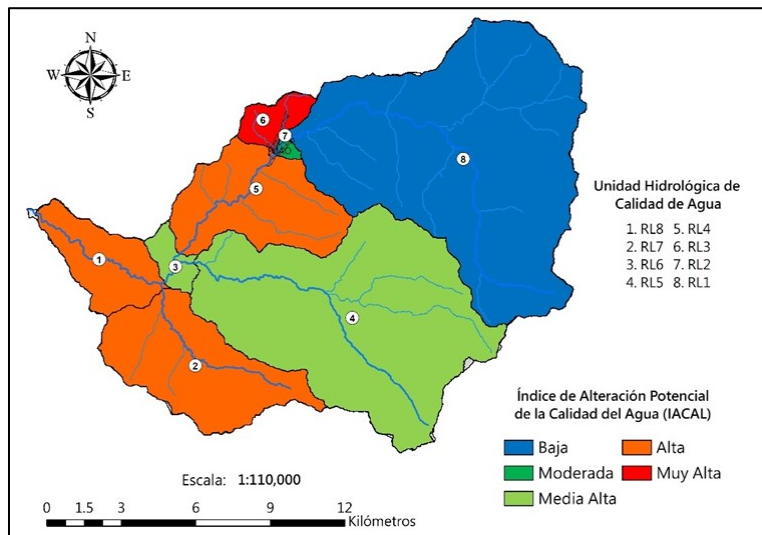 N
W E
S
6
7
8
5
1
3
4
2
Unidad Hidrológica de
Calidad de Agua
1. RL8 5. RL4
2. RL7 6. RL3
3. RL6 7. RL2
4. RL5 8. RL1
Índice de Alteración Potencial
de la Calidad del Agua (IACAL)
Baja Alta
Moderada Muy Alta
Media Alta
Escala: 1:110,000
0 1.5 3 6 9 12
Kilómetros